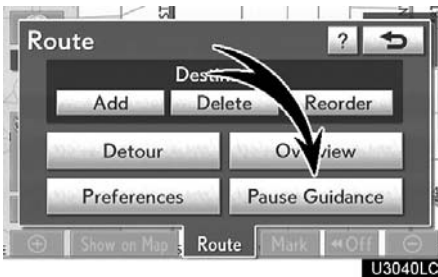 Route ?
Add Delete Reorder
Detour
Preferences Pause Guidance
Show on Map Route Mark Off
U3040LC